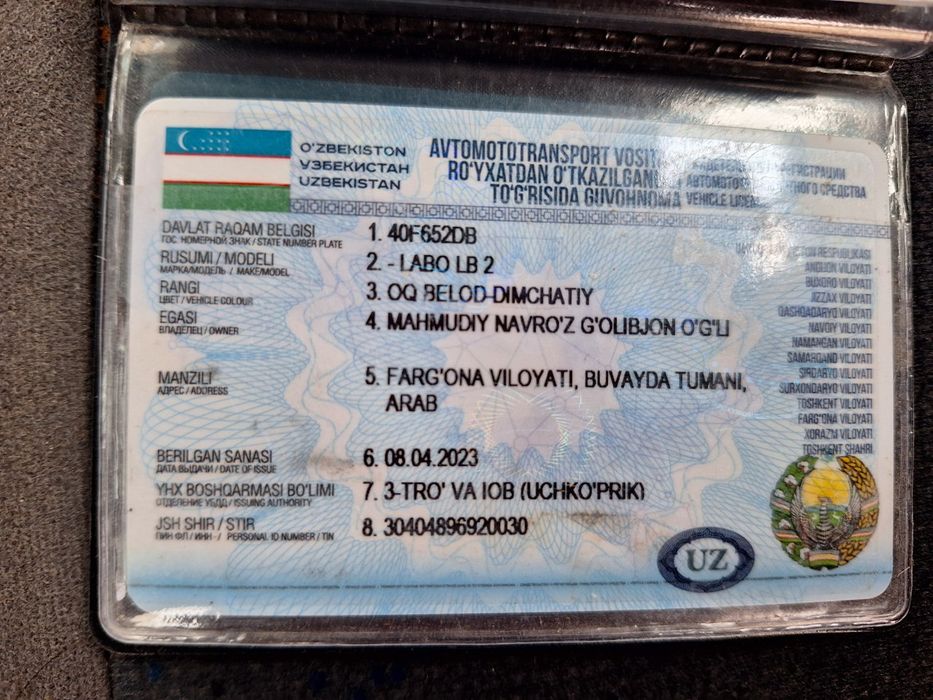 O'ZBEKISTON
ЎЗБЕКИСТАН
UZBEKISTAN
AVTOMOTOTRANSPORT
RO'YXATDAN
TO'G'RISIDA GUVOHNOMA
VEHICLE
DAVLAT RAQAM BELGISI
ГОС. НОМЕРНОЙ ЗНАК / STATE NUMBER PLATE
1. 40F652DB
RUSUMI / MODELI
МАРКА/МОДЕЛЬ / MAKE/MODEL
2. - LABO LB 2
RANGI
ЦВЕТ / VEHICLE COLOUR
3. OQ BELOD-DIMCHATIY
EGASI
ВЛАДЕЛЕЦ / OWNER
4. MAHMUDIY NAVRO'Z G'OLIBJON O'G'LI
MANZILI
АДРЕС / ADDRESS
5. FARG'ONA VILOYATI, BUVAYDA TUMANI,
ARAB
BERILGAN SANASI
ДАТА ВЫДАЧИ / DATE OF ISSUE
6. 08.04.2023
YHX BOSHQARMASI BO'LIMI
ОТДЕЛЕНИЕ УБДД / ISSUING AUTHORITY
7. 3-TRO' VA IOB (UCHKO'PRIK)
JSH SHIR / STIR
ПИН ФЛ / ИНН / PERSONAL ID NUMBER / TIN
8. 30404896920030
RESPUBLIKASI
ANDIJON VILOYATI
BUXORO VILOYATI
JIZZAX VILOYATI
QASHQADARYO VILOYATI
NAVOIY VILOYATI
NAMANGAN VILOYATI
SAMARQAND VILOYATI
SIRDARYO VILOYATI
SURXONDARYO VILOYATI
TOSHKENT VILOYATI
FARG'ONA VILOYATI
XORAZM VILOYATI
TOSHKENT SHAHRI
UZ